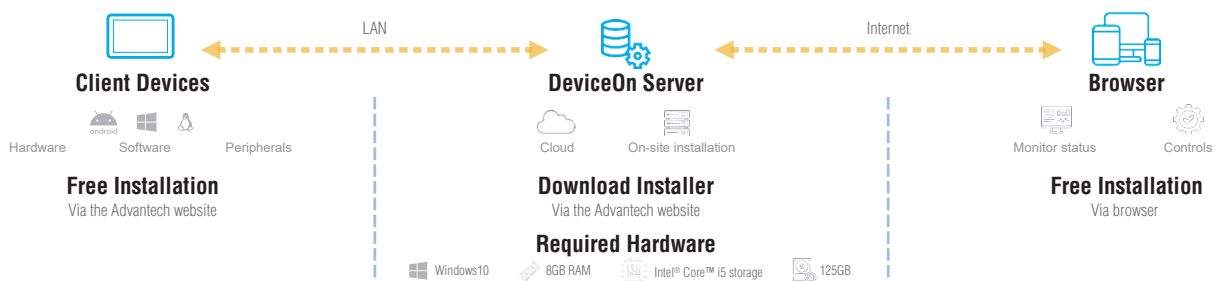 LAN
Internet
Client Devices
DeviceOn Server
Browser
android
Hardware
Software
Peripherals
Cloud
On-site installation
Monitor status
Controls
Free Installation
Via the Advantech website
Download Installer
Via the Advantech website
Free Installation
Via browser
Required Hardware
Windows10
8GB RAM
Intel® Core™ i5 storage
125GB